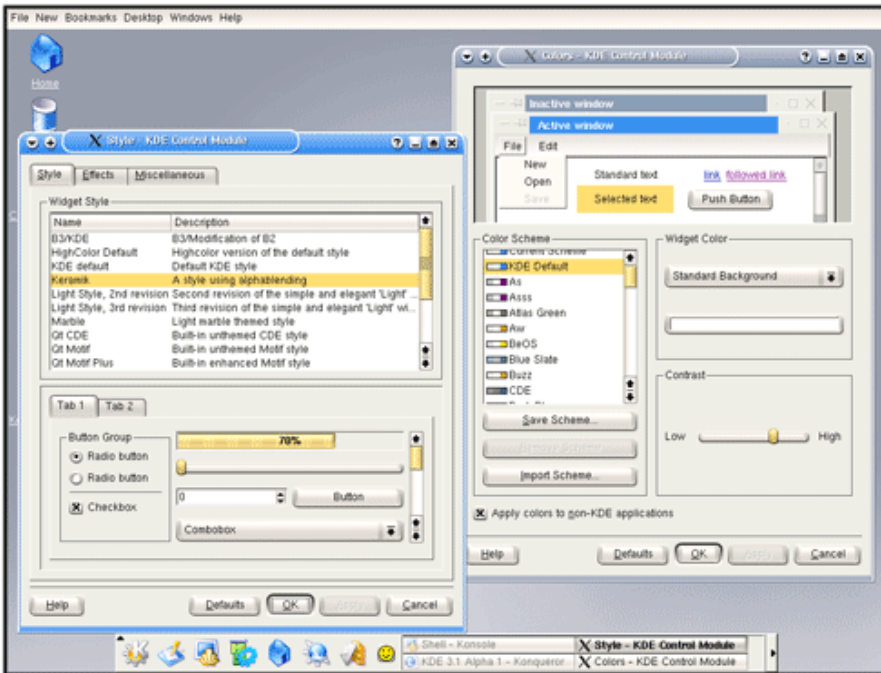 File New Bookmarks Desktop Windows Help
Home
Style - KDE Control Module
Style Effects Miscellaneous
Widget Style
Name Description
B3/KDE B3/Modification of B2
HighColor Default Highcolor version of the default style
KDE default Default KDE style
Keramik A style using alphablending
Light Style, 2nd revision Second revision of the simple and elegant 'Light' ...
Light Style, 3rd revision Third revision of the simple and elegant 'Light' wi...
Marble Light marble themed style
Qt CDE Built-in unthemed CDE style
Qt Motif Built-in unthemed Motif style
Qt Motif Plus Built-in enhanced Motif style
Tab 1 Tab 2
Button Group
70%
Radio button
Radio button
0 Button
Checkbox
Combobox
Help Defaults OK Apply Cancel
Colors - KDE Control Module
Inactive window
Active window
File Edit
New
Open
Save
Standard text link followed link
Selected text Push Button
Color Scheme
Current Scheme
KDE Default
As
Asss
Atlas Green
Aw
BeOS
Blue Slate
Buzz
CDE
Save Scheme...
Import Scheme...
Widget Color
Standard Background
Contrast
Low High
Apply colors to non-KDE applications
Help Defaults OK Apply Cancel
Shell - Konsole Style - KDE Control Module
KDE 3.1 Alpha 1 - Konqueror Colors - KDE Control Module